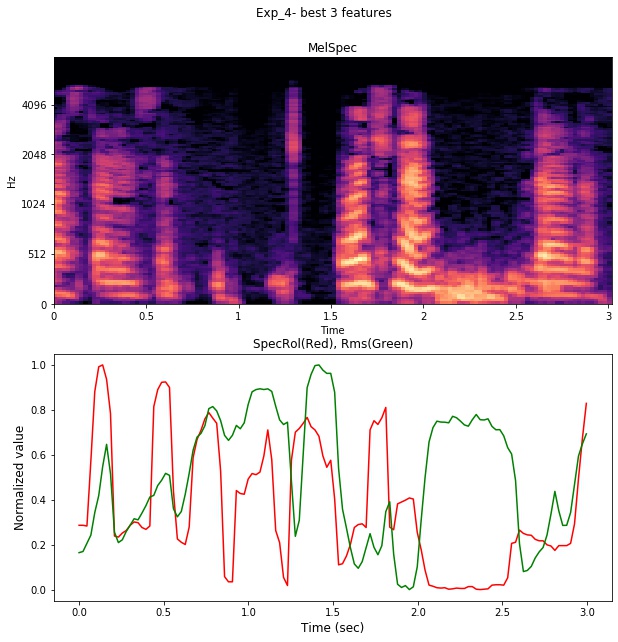 Exp_4- best 3 features
MelSpec
4096
2048
1024
512
0
Hz
0 0.5 1 1.5 2 2.5 3
Time
SpecRol(Red), Rms(Green)
1.0
0.8
0.6
0.4
0.2
0.0
Normalized value
0.0 0.5 1.0 1.5 2.0 2.5 3.0
Time (sec)